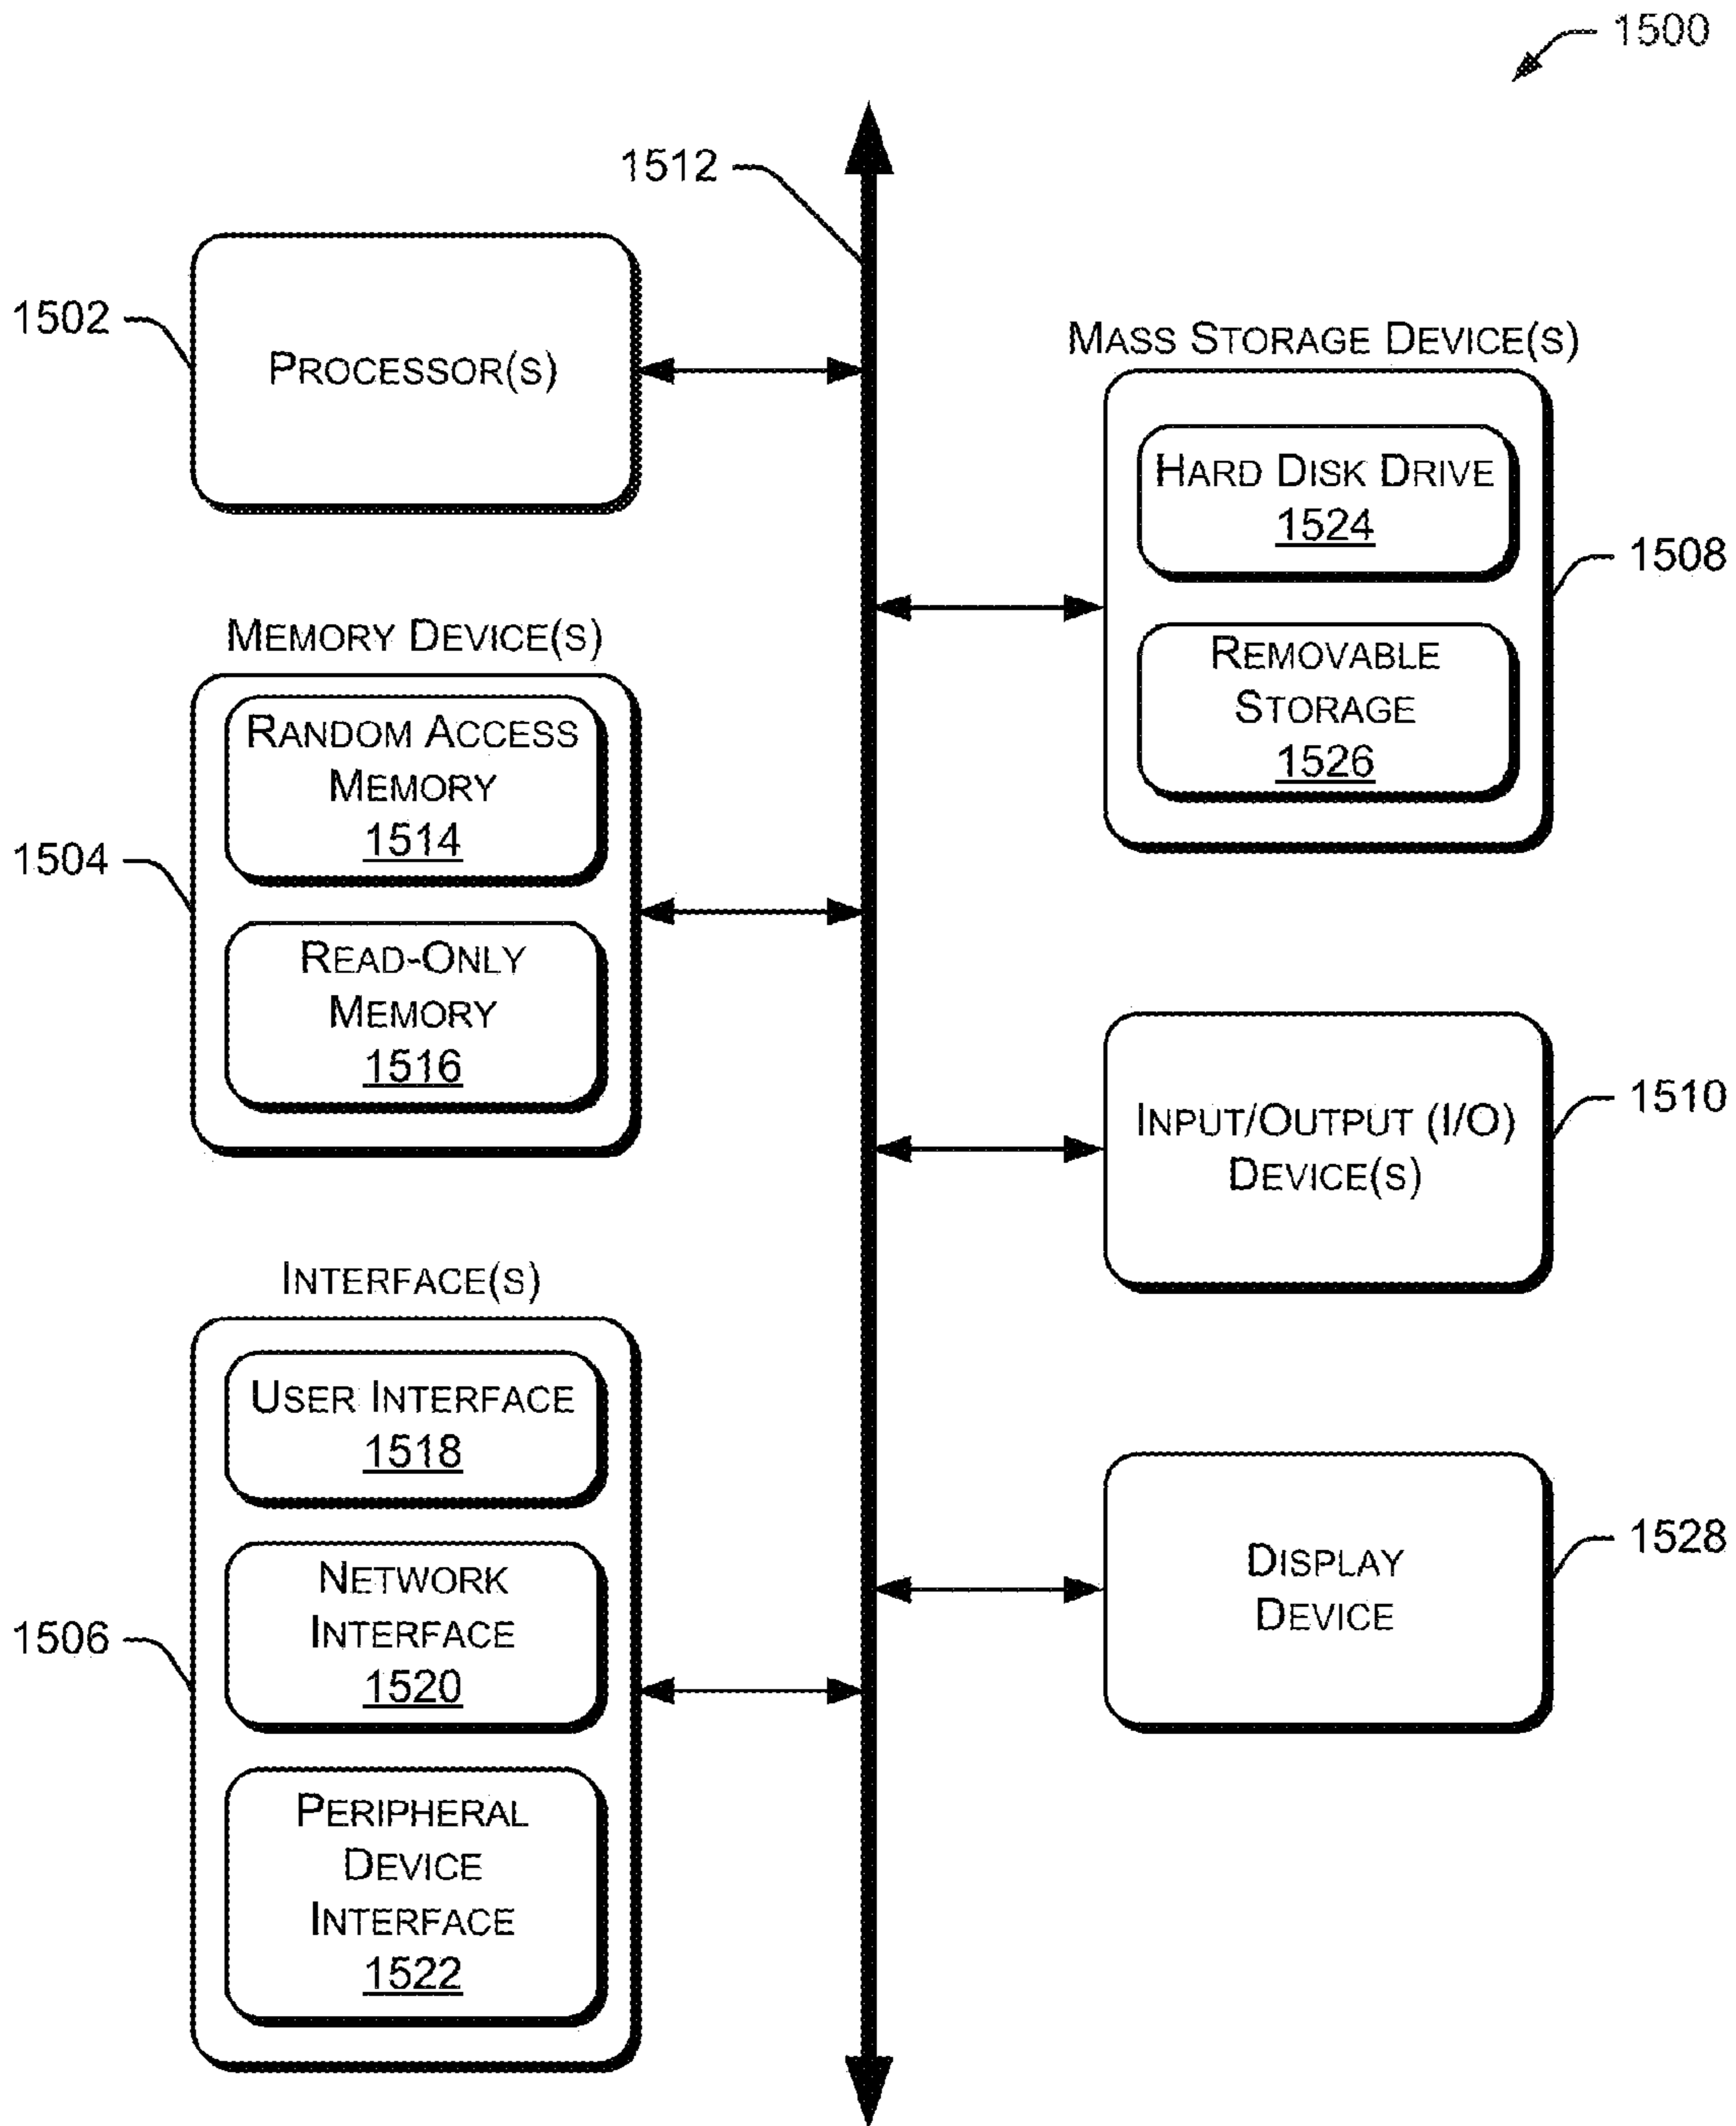 1500
1512
1502
PROCESSOR(S)
MASS STORAGE DEVICE(S)
HARD DISK DRIVE
1524
1508
REMOVABLE
STORAGE
1526
MEMORY DEVICE(S)
RANDOM ACCESS
MEMORY
1514
1504
READ-ONLY
MEMORY
1516
INPUT/OUTPUT (I/O)
DEVICE(S)
1510
INTERFACE(S)
USER INTERFACE
1518
NETWORK
INTERFACE
1520
1506
PERIPHERAL
DEVICE
INTERFACE
1522
DISPLAY
DEVICE
1528